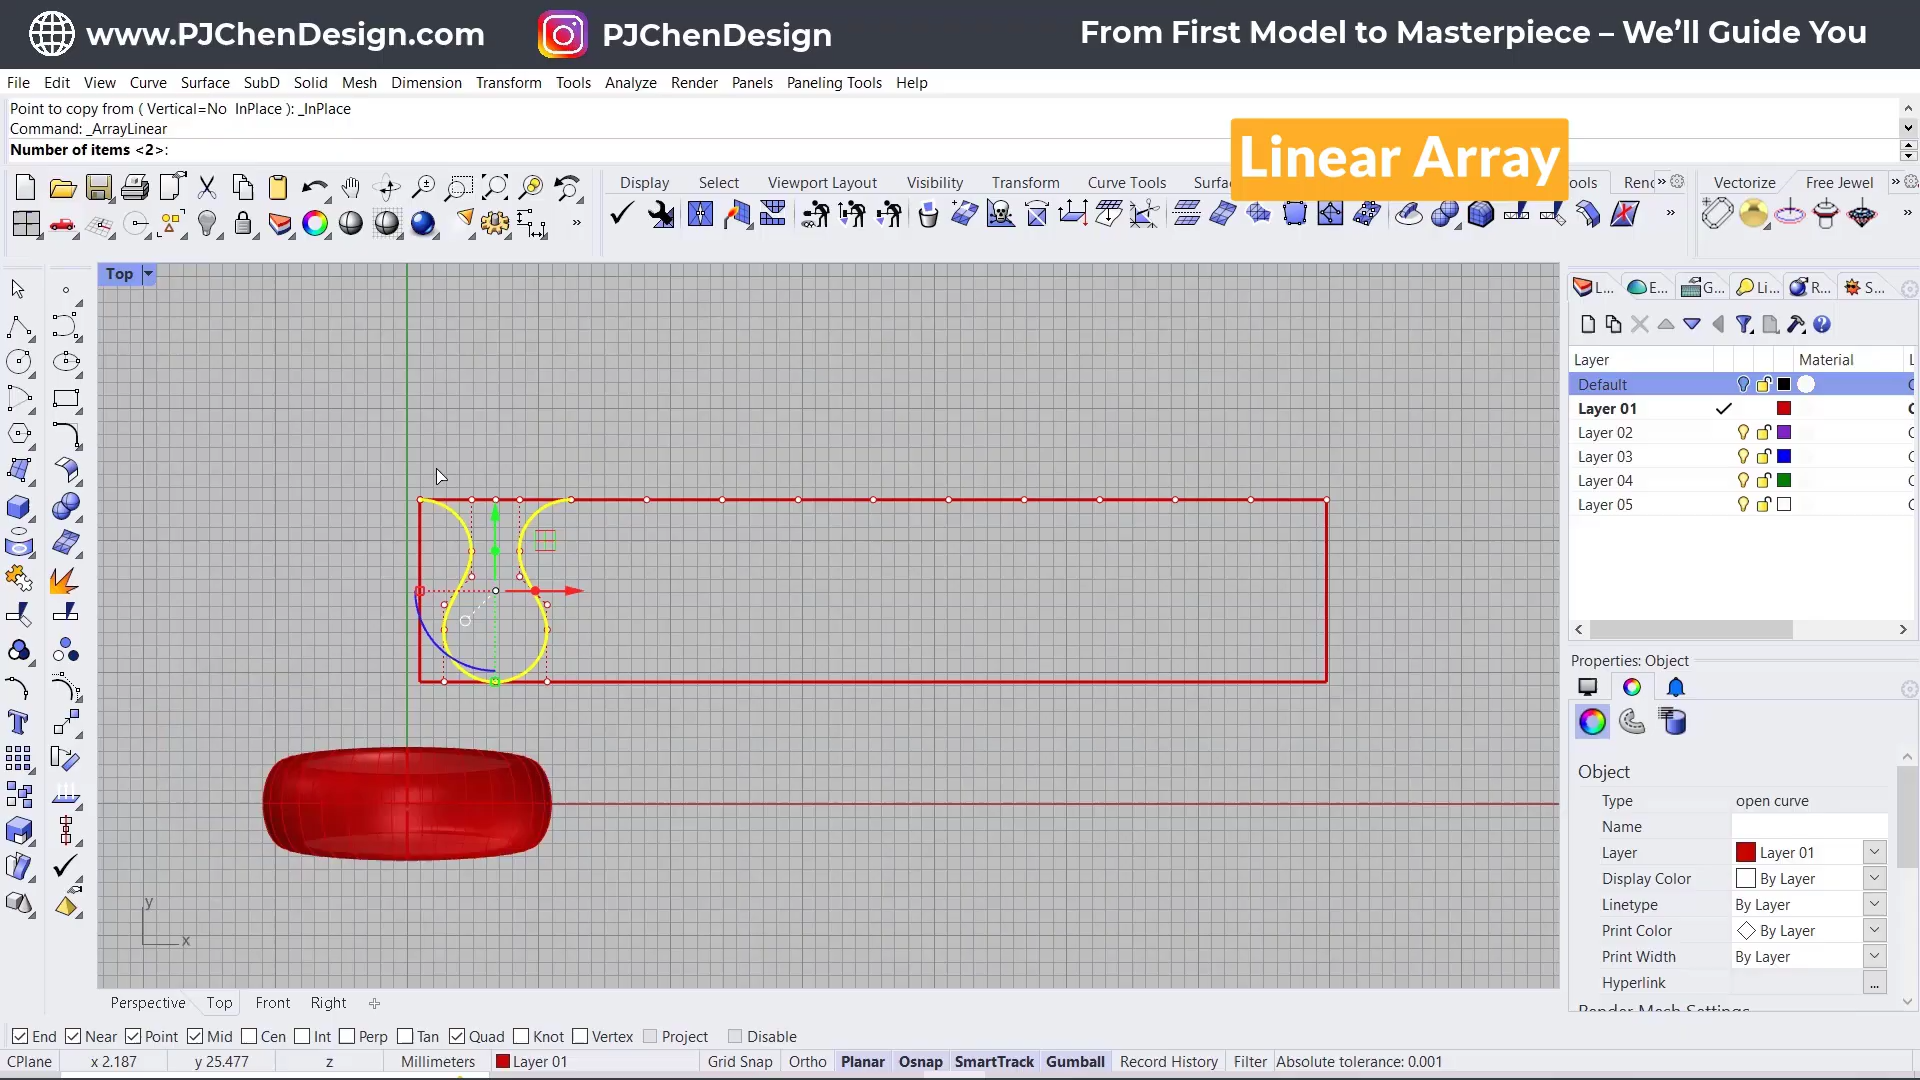 www.PJChenDesign.com PJChenDesign From First Model to Masterpiece – We'll Guide You
File Edit View Curve Surface SubD Solid Mesh Dimension Transform Tools Analyze Render Panels Paneling Tools Help
Point to copy from ( Vertical=No InPlace ): _InPlace
Command: _ArrayLinear
Number of items <2>:
Linear Array
Display Select Viewport Layout Visibility Transform Curve Tools Vectorize Free Jewel
Top
L... E... G... Li... R... S...
Layer Material
Default
Layer 01
Layer 02
Layer 03
Layer 04
Layer 05
Properties: Object
Object
Type open curve
Name
Layer Layer 01
Display Color By Layer
Linetype By Layer
Print Color By Layer
Print Width By Layer
Hyperlink ...
y
x
Perspective Top Front Right
End Near Point Mid Cen Int Perp Tan Quad Knot Vertex Project Disable
CPlane x 2.187 y 25.477 z Millimeters Layer 01 Grid Snap Ortho Planar Osnap SmartTrack Gumball Record History Filter Absolute tolerance: 0.001